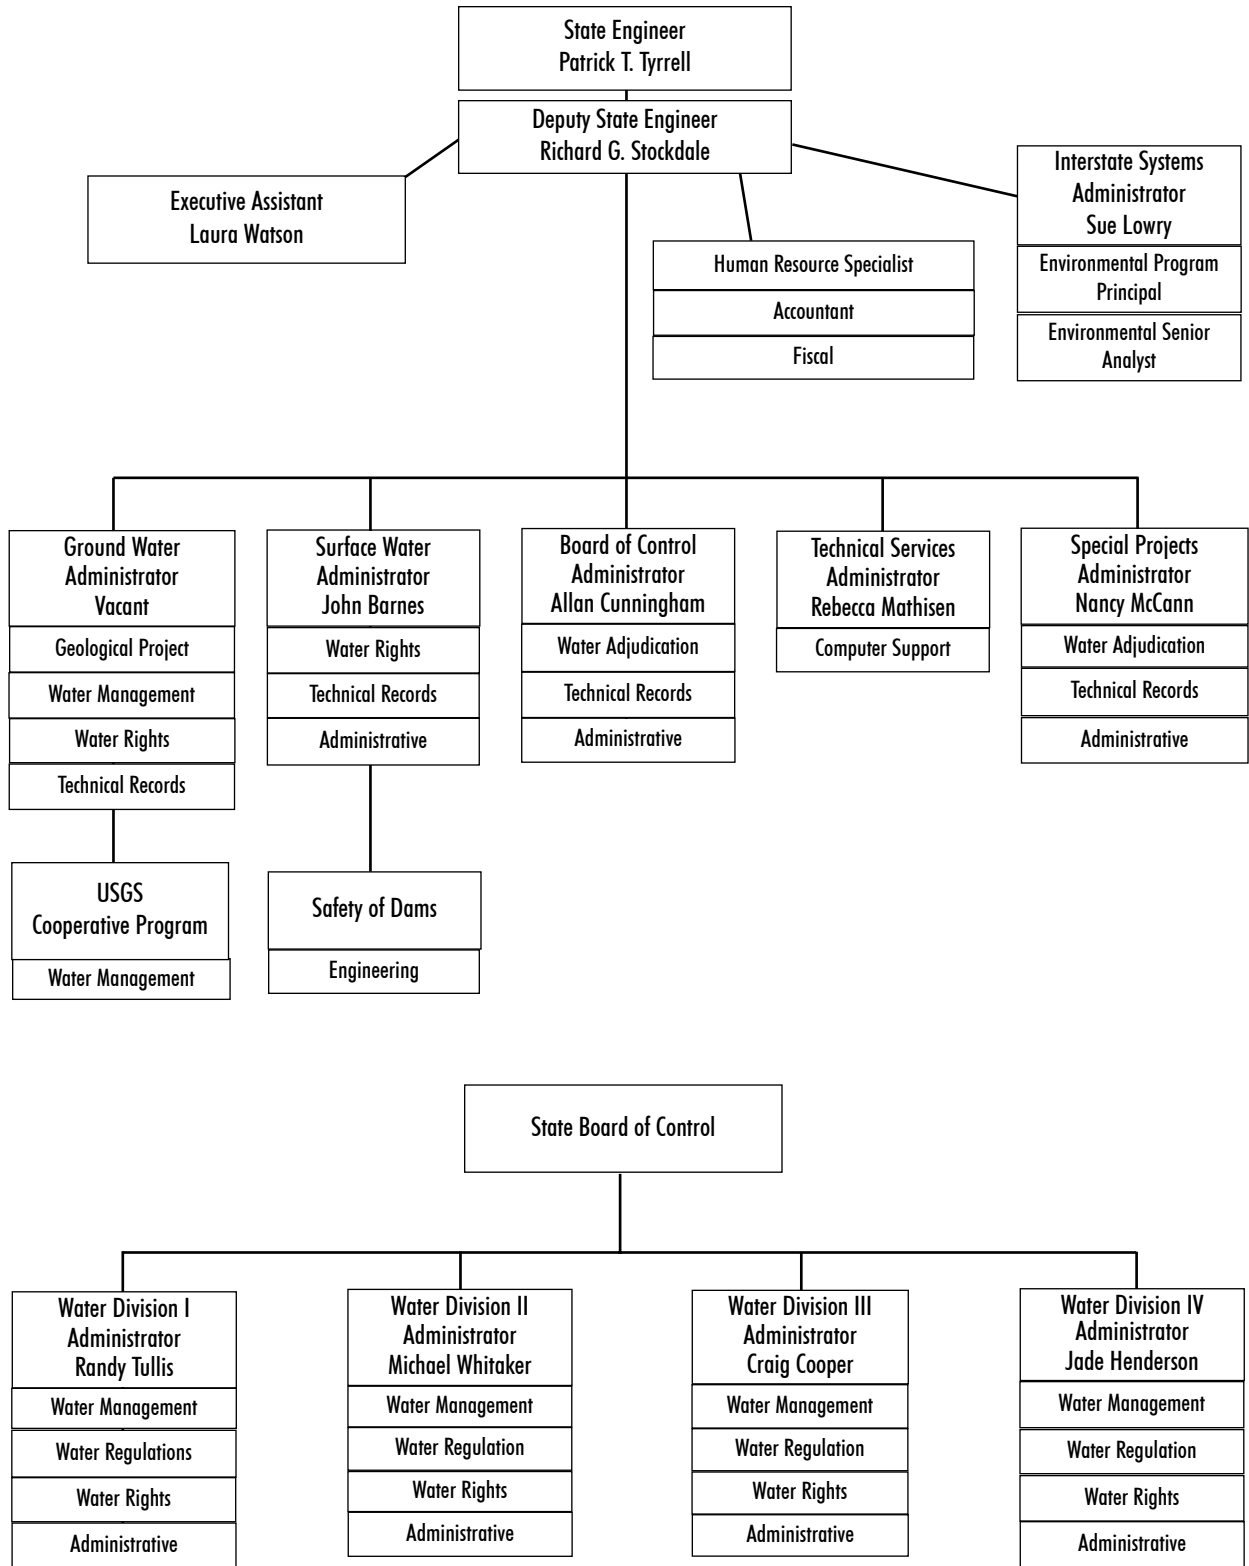 State Engineer
Patrick T. Tyrrell
Deputy State Engineer
Richard G. Stockdale
Executive Assistant
Laura Watson
Interstate Systems
Administrator
Sue Lowry
Environmental Program
Principal
Environmental Senior
Analyst
Human Resource Specialist
Accountant
Fiscal
Ground Water
Administrator
Vacant
Geological Project
Water Management
Water Rights
Technical Records
USGS
Cooperative Program
Water Management
Surface Water
Administrator
John Barnes
Water Rights
Technical Records
Administrative
Safety of Dams
Engineering
Board of Control
Administrator
Allan Cunningham
Water Adjudication
Technical Records
Administrative
Technical Services
Administrator
Rebecca Mathisen
Computer Support
Special Projects
Administrator
Nancy McCann
Water Adjudication
Technical Records
Administrative
State Board of Control
Water Division I
Administrator
Randy Tullis
Water Management
Water Regulations
Water Rights
Administrative
Water Division II
Administrator
Michael Whitaker
Water Management
Water Regulation
Water Rights
Administrative
Water Division III
Administrator
Craig Cooper
Water Management
Water Regulation
Water Rights
Administrative
Water Division IV
Administrator
Jade Henderson
Water Management
Water Regulation
Water Rights
Administrative